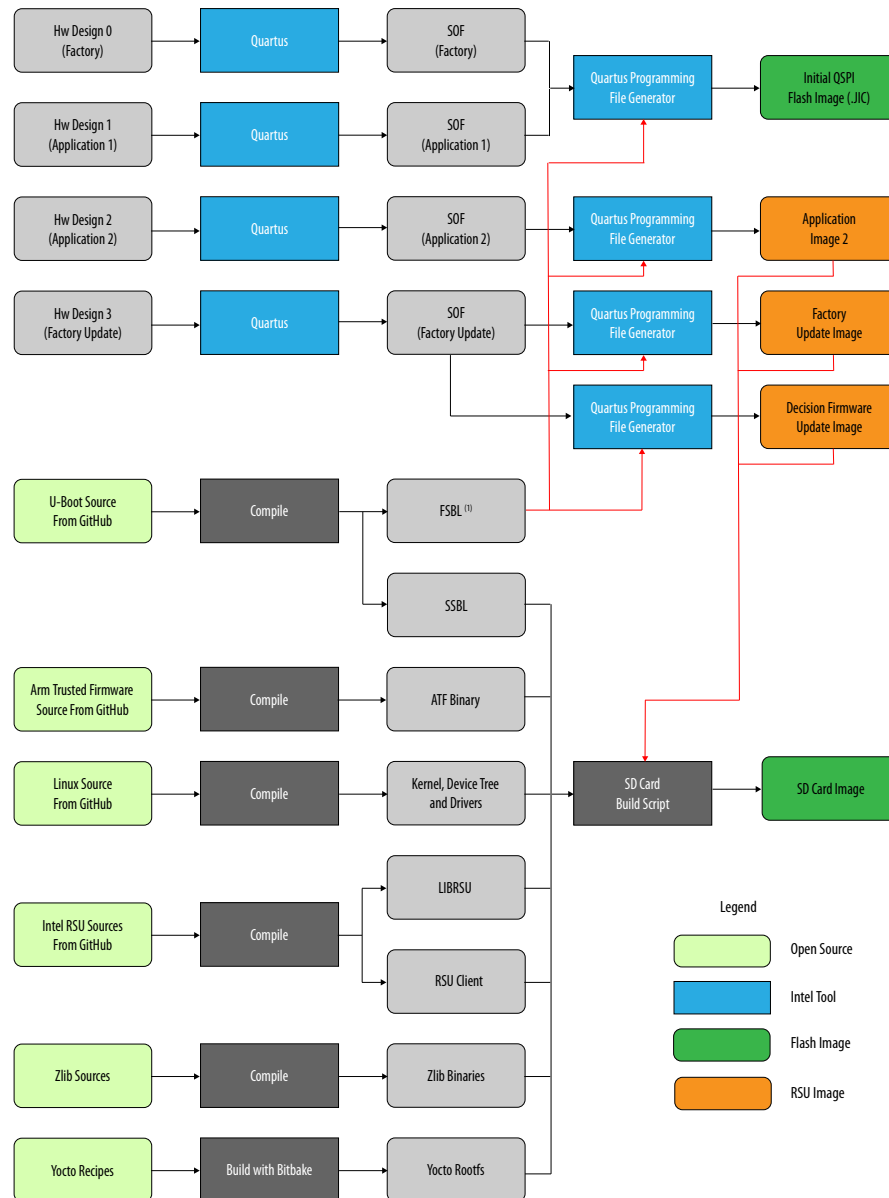 Hw Design 0
(Factory)
Quartus
SOF
(Factory)
Quartus Programming
File Generator
Initial QSPI
Flash Image (.JIC)
Hw Design 1
(Application 1)
Quartus
SOF
(Application 1)
Hw Design 2
(Application 2)
Quartus
SOF
(Application 2)
Quartus Programming
File Generator
Application
Image 2
Hw Design 3
(Factory Update)
Quartus
SOF
(Factory Update)
Quartus Programming
File Generator
Factory
Update Image
Quartus Programming
File Generator
Decision Firmware
Update Image
U-Boot Source
From GitHub
Compile
FSBL (1)
SSBL
Arm Trusted Firmware
Source From GitHub
Compile
ATF Binary
Linux Source
From GitHub
Compile
Kernel, Device Tree
and Drivers
SD Card
Build Script
SD Card Image
Intel RSU Sources
From GitHub
Compile
LIBRSU
RSU Client
Zlib Sources
Compile
Zlib Binaries
Yocto Recipes
Build with Bitbake
Yocto Rootfs
Legend
Open Source
Intel Tool
Flash Image
RSU Image